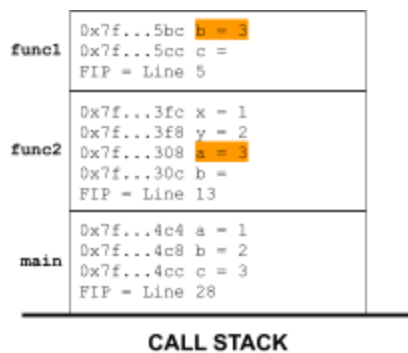 0x7f...5bc b = 3
func1 0x7f...5cc c =
FIP = Line 5
0x7f...3fc x = 1
0x7f...3f8 y = 2
func2 0x7f...308 a = 3
0x7f...30c b =
FIP = Line 13
0x7f...4c4 a = 1
0x7f...4c8 b = 2
main 0x7f...4cc c = 3
FIP = Line 28
CALL STACK